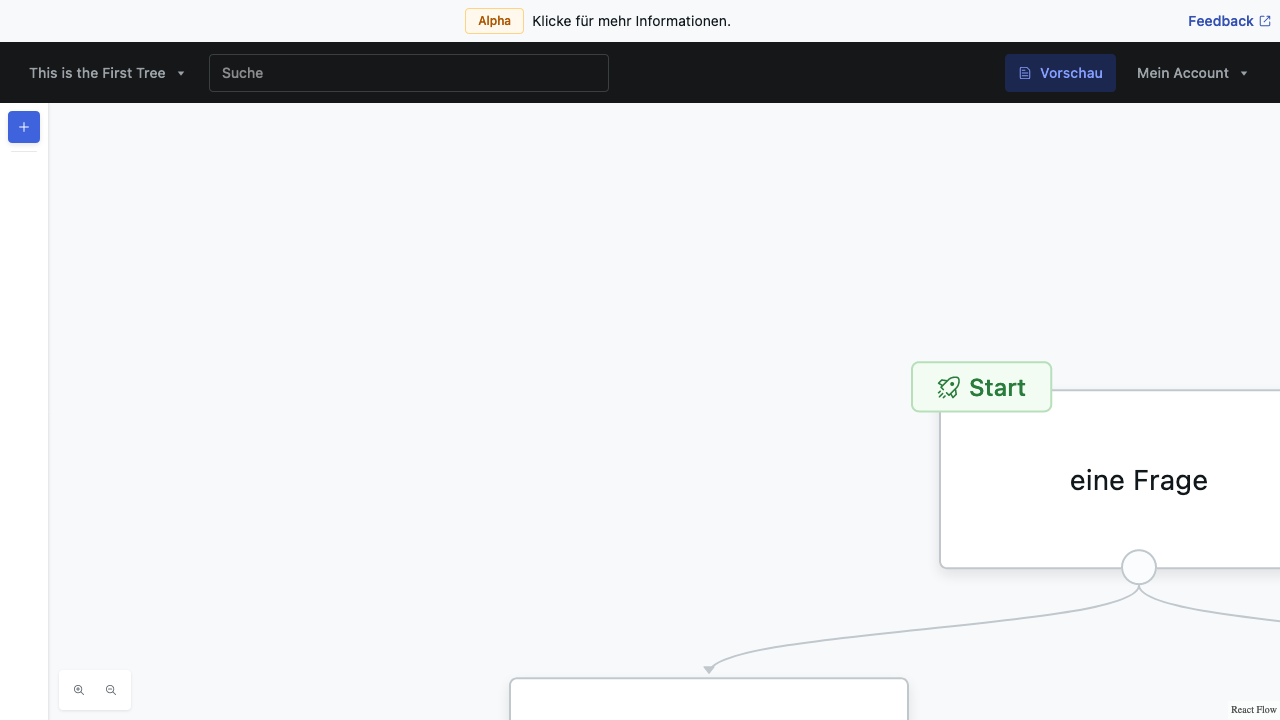 Alpha Klicke für mehr Informationen.
Feedback
This is the First Tree
Suche
Vorschau
Mein Account
Start
eine Frage
React Flow